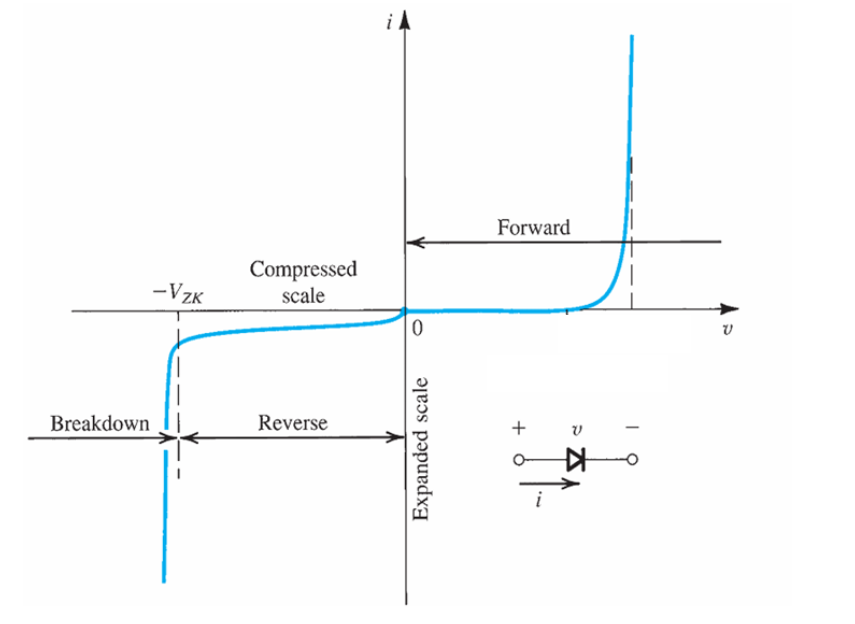 i
Forward
Compressed
scale
−V_ZK
0
v
Breakdown
Reverse
Expanded scale
+ v −
i